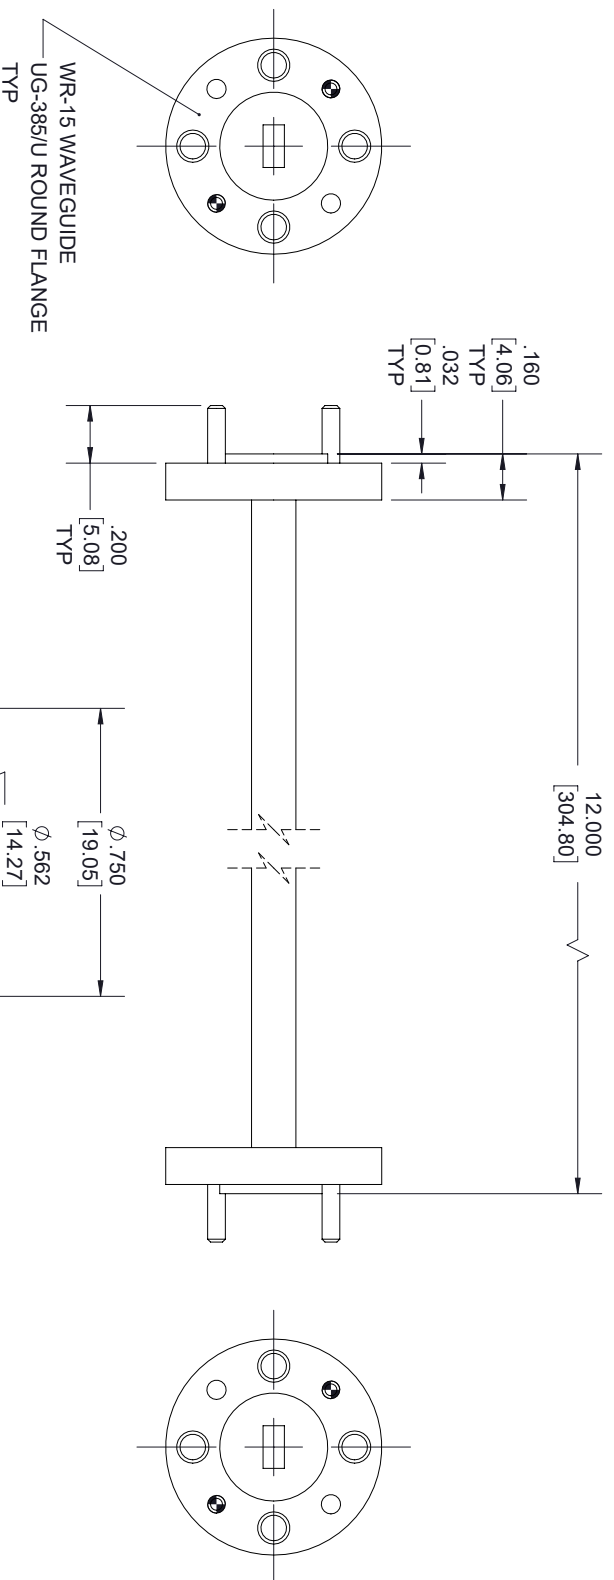 WR-15 WAVEGUIDE
UG-385/U ROUND FLANGE
TYP
.160
[4.06]
TYP
.032
[0.81]
TYP
.200
[5.08]
TYP
12.000
[304.80]
Ø.750
[19.05]
Ø.562
[14.27]